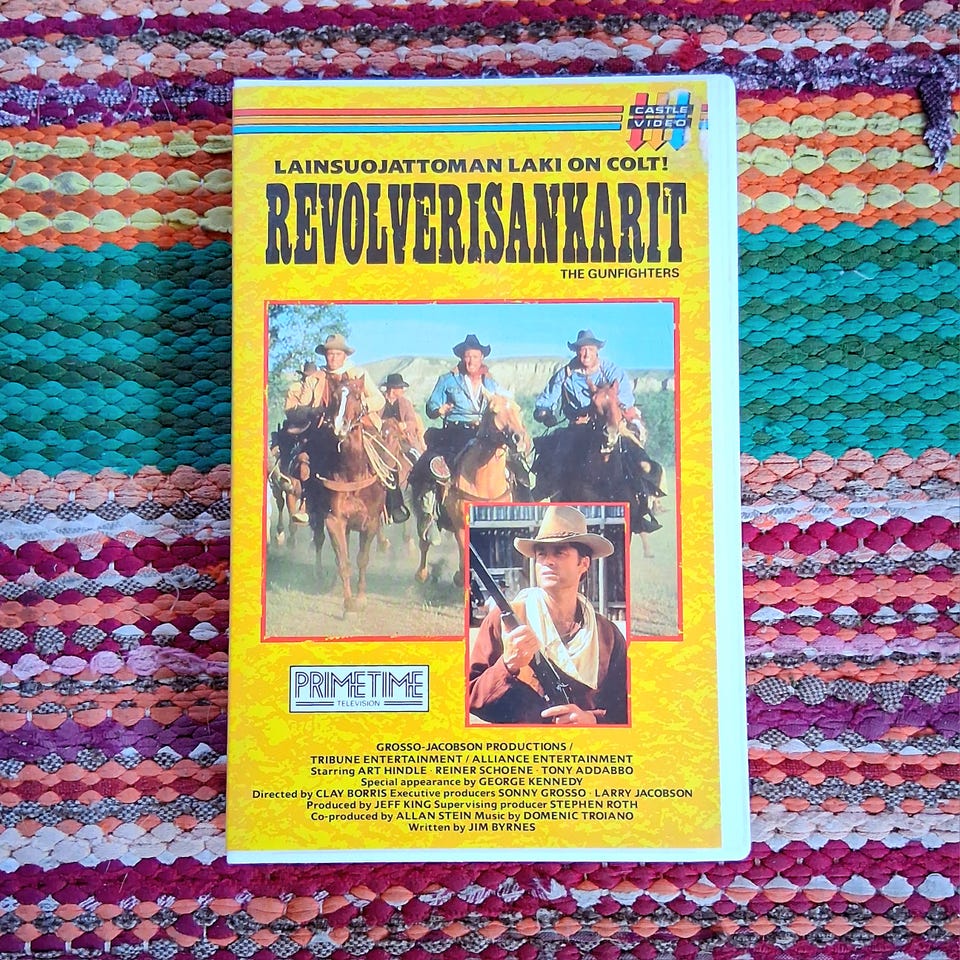 CASTLE
VIDEO
LAINSUOJATTOMAN LAKI ON COLT!
REVOLVERISANKARIT
THE GUNFIGHTERS
PRIMETIME
TELEVISION
GROSSO-JACOBSON PRODUCTIONS /
TRIBUNE ENTERTAINMENT / ALLIANCE ENTERTAINMENT
Starring ART HINDLE · REINER SCHOENE · TONY ADDABBO
Special appearance by GEORGE KENNEDY
Directed by CLAY BORRIS Executive producers SONNY GROSSO · LARRY JACOBSON
Produced by JEFF KING Supervising producer STEPHEN ROTH
Co-produced by ALLAN STEIN Music by DOMENIC TROIANO
Written by JIM BYRNES